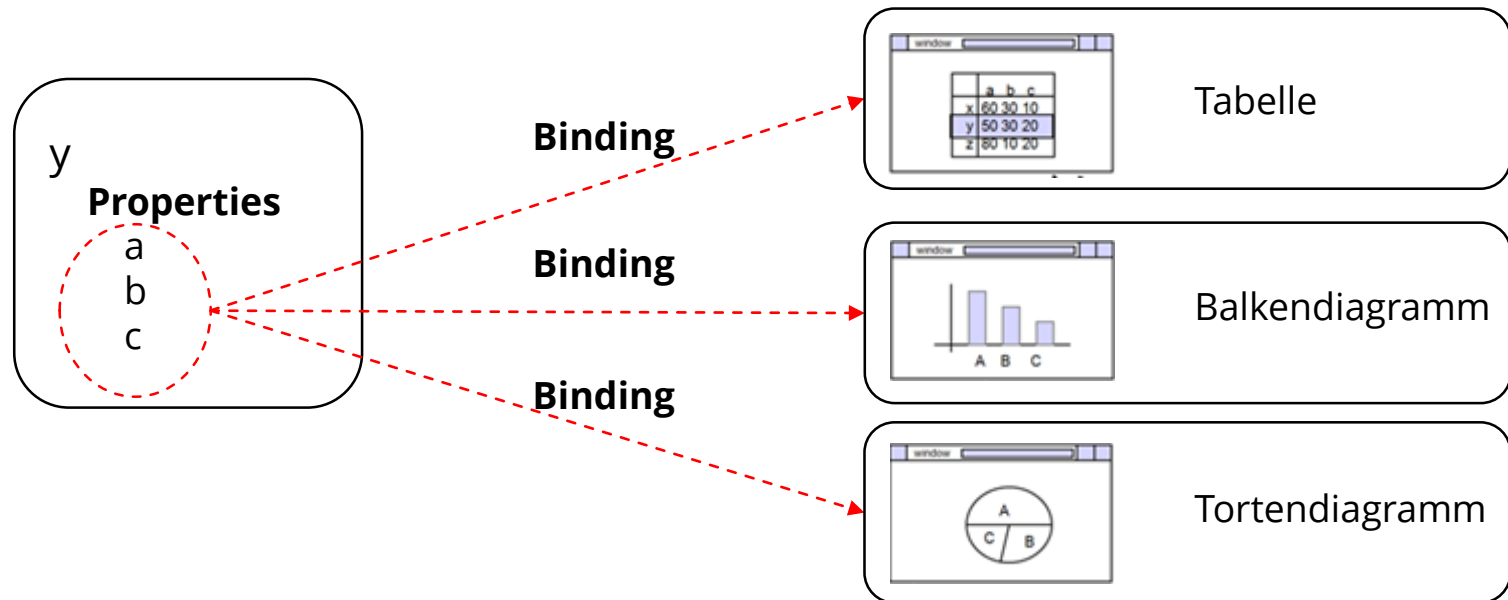 y
Properties
a
b
c
Binding
Binding
Binding
window
a b c
x 60 30 10
y 50 30 20
z 80 10 20
Tabelle
window
A B C
Balkendiagramm
window
A
C B
Tortendiagramm